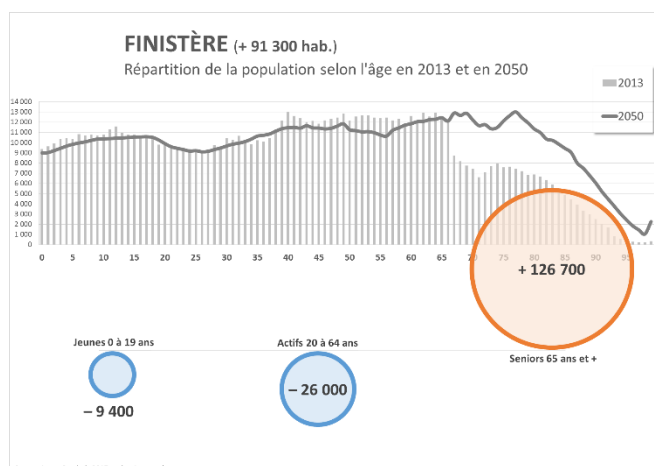 FINISTÈRE (+ 91 300 hab.)
Répartition de la population selon l'âge en 2013 et en 2050
2013
2050
14 000
13 000
12 000
11 000
10 000
9 000
8 000
7 000
6 000
5 000
4 000
3 000
2 000
1 000
0
0 5 10 15 20 25 30 35 40 45 50 55 60 65 70 75 80 85 90 95
+ 126 700
Jeunes 0 à 19 ans
Actifs 20 à 64 ans
Seniors 65 ans et +
– 26 000
– 9 400